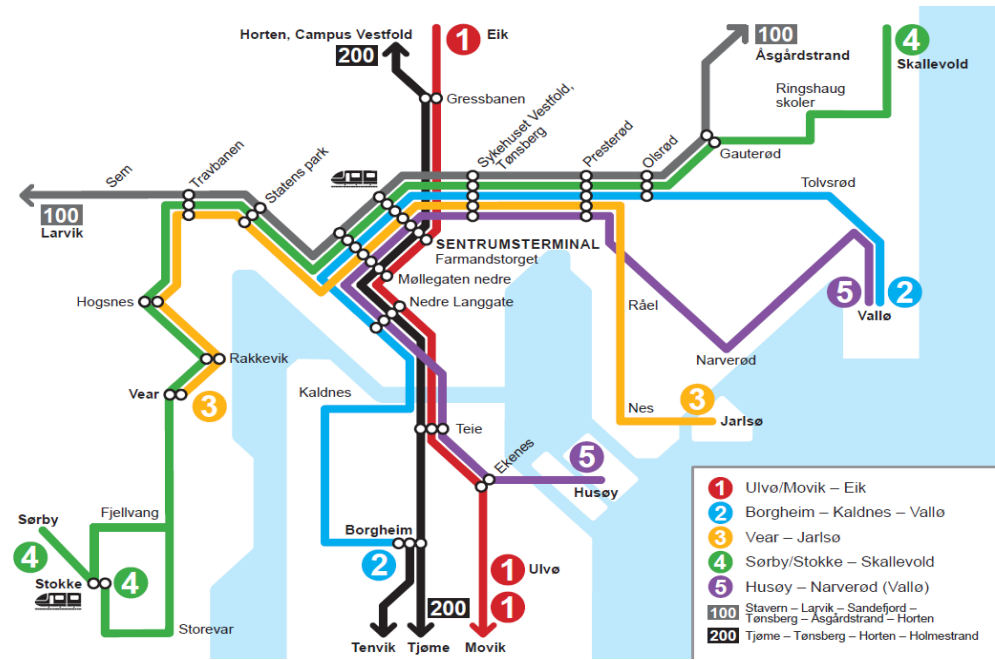 Horten, Campus Vestfold
200
1
Eik
Gressbanen
100
Åsgårdstrand
4
Skallevold
Ringshaug
skoler
Gauterød
Sykehuset Vestfold,
Tønsberg
Presterød
Olsrød
Tolvsrød
Sem
Travbanen
Statens park
100
Larvik
SENTRUMSTERMINAL
Farmandstorget
Møllegaten nedre
Nedre Langgate
Hogsnes
Rakkevik
Vear
3
Kaldnes
Teie
Ekenes
5
Husøy
Råel
Narverød
5
2
Vallø
Nes
3
Jarlsø
Sørby
4
Fjellvang
Stokke
4
Storevar
Borgheim
2
200
1
Ulvø
1
Tenvik
Tjøme
Movik
1 Ulvø/Movik – Eik
2 Borgheim – Kaldnes – Vallø
3 Vear – Jarlsø
4 Sørby/Stokke – Skallevold
5 Husøy – Narverød (Vallø)
100 Stavern – Larvik – Sandefjord –
Tønsberg – Åsgårdstrand – Horten
200 Tjøme – Tønsberg – Horten – Holmestrand